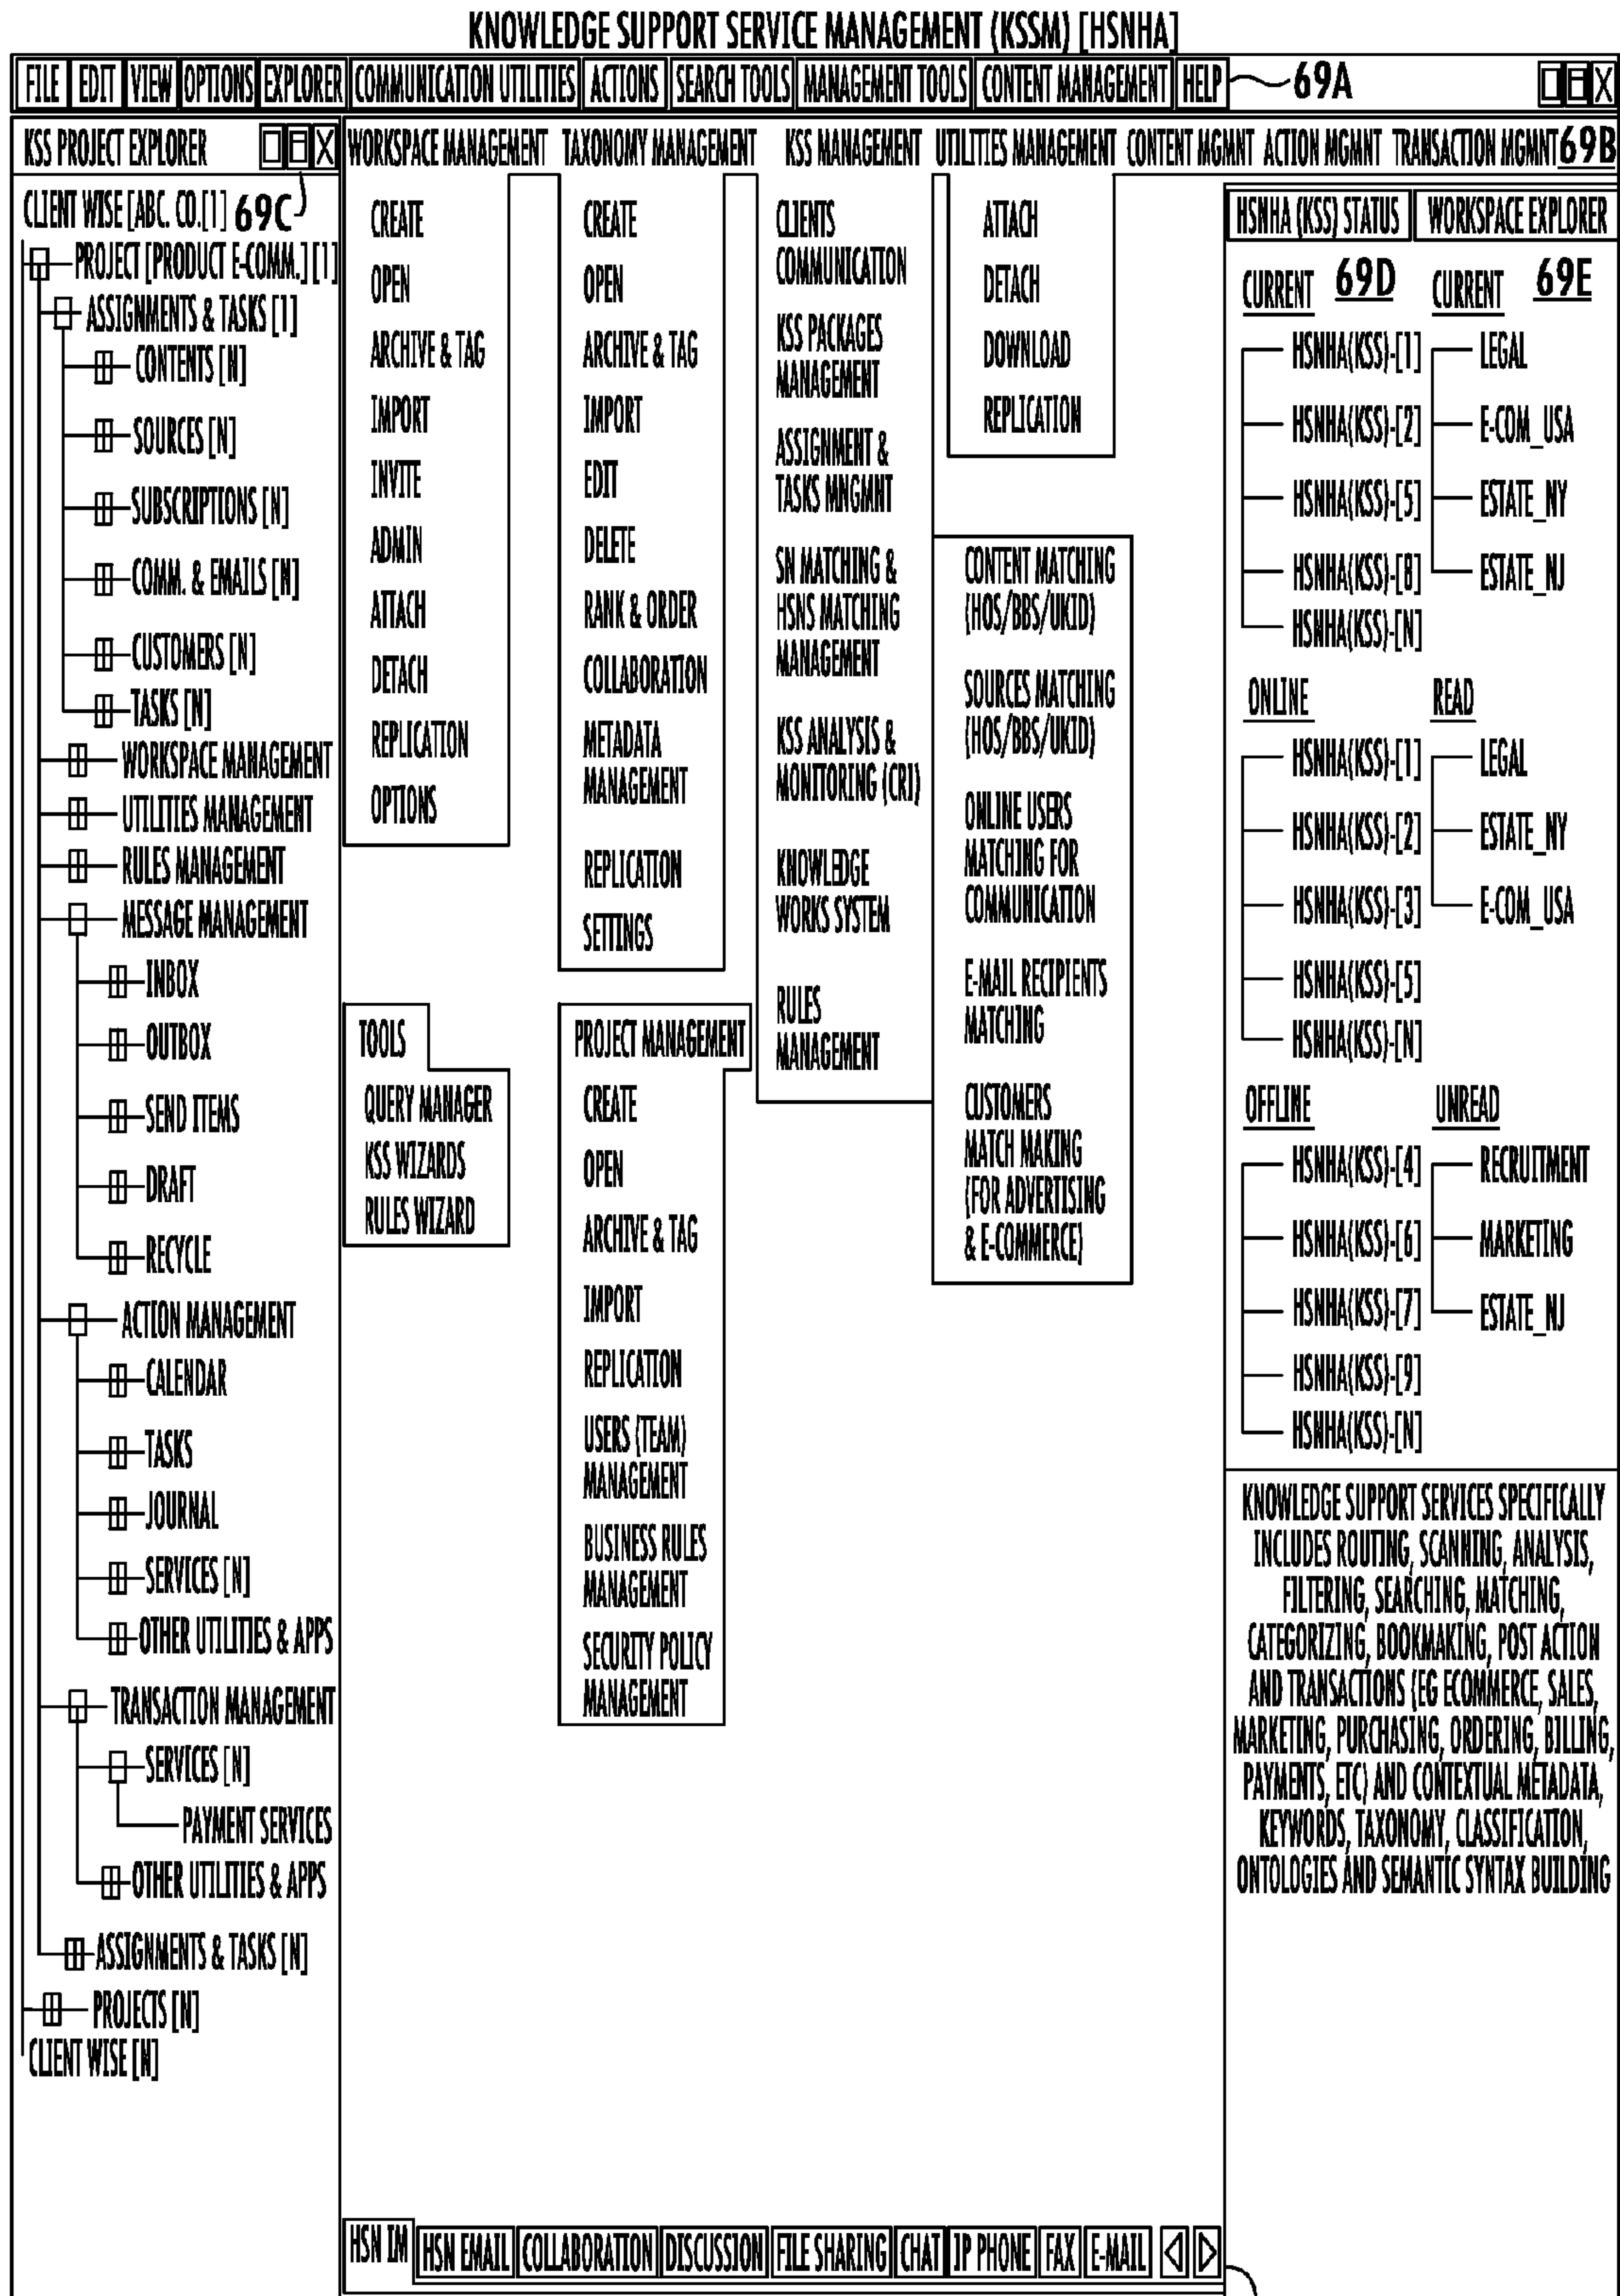 KNOWLEDGE SUPPORT SERVICE MANAGEMENT (KSSM) [HSNHA]
FILE EDIT VIEW OPTIONS EXPLORER COMMUNICATION UTILITIES ACTIONS SEARCH TOOLS MANAGEMENT TOOLS CONTENT MANAGEMENT HELP 69A
KSS PROJECT EXPLORER
CLIENT WISE [ABC. CO.[1] 69C
PROJECT [PRODUCT E-COMM.] [1]
ASSIGNMENTS & TASKS [1]
CONTENTS [N]
SOURCES [N]
SUBSCRIPTIONS [N]
COMM. & EMAILS [N]
CUSTOMERS [N]
TASKS [N]
WORKSPACE MANAGEMENT
UTILITIES MANAGEMENT
RULES MANAGEMENT
MESSAGE MANAGEMENT
INBOX
OUTBOX
SEND ITEMS
DRAFT
RECYCLE
ACTION MANAGEMENT
CALENDAR
TASKS
JOURNAL
SERVICES [N]
OTHER UTILITIES & APPS
TRANSACTION MANAGEMENT
SERVICES [N]
PAYMENT SERVICES
OTHER UTILITIES & APPS
ASSIGNMENTS & TASKS [N]
PROJECTS [N]
CLIENT WISE [N]
WORKSPACE MANAGEMENT TAXONOMY MANAGEMENT KSS MANAGEMENT UTILITIES MANAGEMENT CONTENT MGMNT ACTION MGMNT TRANSACTION MGMNT 69B
CREATE
OPEN
ARCHIVE & TAG
IMPORT
INVITE
ADMIN
ATTACH
DETACH
REPLICATION
OPTIONS
TOOLS
QUERY MANAGER
KSS WIZARDS
RULES WIZARD
CREATE
OPEN
ARCHIVE & TAG
IMPORT
EDIT
DELETE
RANK & ORDER
COLLABORATION
METADATA
MANAGEMENT
REPLICATION
SETTINGS
PROJECT MANAGEMENT
CREATE
OPEN
ARCHIVE & TAG
IMPORT
REPLICATION
USERS (TEAM)
MANAGEMENT
BUSINESS RULES
MANAGEMENT
SECURITY POLICY
MANAGEMENT
CLIENTS
COMMUNICATION
KSS PACKAGES
MANAGEMENT
ASSIGNMENT &
TASKS MNGMNT
SN MATCHING &
HSNS MATCHING
MANAGEMENT
KSS ANALYSIS &
MONITORING (CRI)
KNOWLEDGE
WORKS SYSTEM
RULES
MANAGEMENT
ATTACH
DETACH
DOWNLOAD
REPLICATION
CONTENT MATCHING
(HOS/BBS/UKID)
SOURCES MATCHING
(HOS/BBS/UKID)
ONLINE USERS
MATCHING FOR
COMMUNICATION
E-MAIL RECIPIENTS
MATCHING
CUSTOMERS
MATCH MAKING
(FOR ADVERTISING
& E-COMMERCE)
HSNHA (KSS) STATUS
CURRENT 69D
HSNHA(KSS)-[1]
HSNHA(KSS)-[2]
HSNHA(KSS)-[5]
HSNHA(KSS)-[8]
HSNHA(KSS)-[N]
ONLINE
HSNHA(KSS)-[1]
HSNHA(KSS)-[2]
HSNHA(KSS)-[3]
HSNHA(KSS)-[5]
HSNHA(KSS)-[N]
OFFLINE
HSNHA(KSS)-[4]
HSNHA(KSS)-[6]
HSNHA(KSS)-[7]
HSNHA(KSS)-[9]
HSNHA(KSS)-[N]
WORKSPACE EXPLORER
CURRENT 69E
LEGAL
E-COM_USA
ESTATE_NY
ESTATE_NJ
READ
LEGAL
ESTATE_NY
E-COM_USA
UNREAD
RECRUITMENT
MARKETING
ESTATE_NJ
KNOWLEDGE SUPPORT SERVICES SPECIFICALLY
INCLUDES ROUTING, SCANNING, ANALYSIS,
FILTERING, SEARCHING, MATCHING,
CATEGORIZING, BOOKMAKING, POST ACTION
AND TRANSACTIONS (EG ECOMMERCE, SALES,
MARKETING, PURCHASING, ORDERING, BILLING,
PAYMENTS, ETC) AND CONTEXTUAL METADATA,
KEYWORDS, TAXONOMY, CLASSIFICATION,
ONTOLOGIES AND SEMANTIC SYNTAX BUILDING
HSN IM HSN EMAIL COLLABORATION DISCUSSION FILE SHARING CHAT IP PHONE FAX E-MAIL